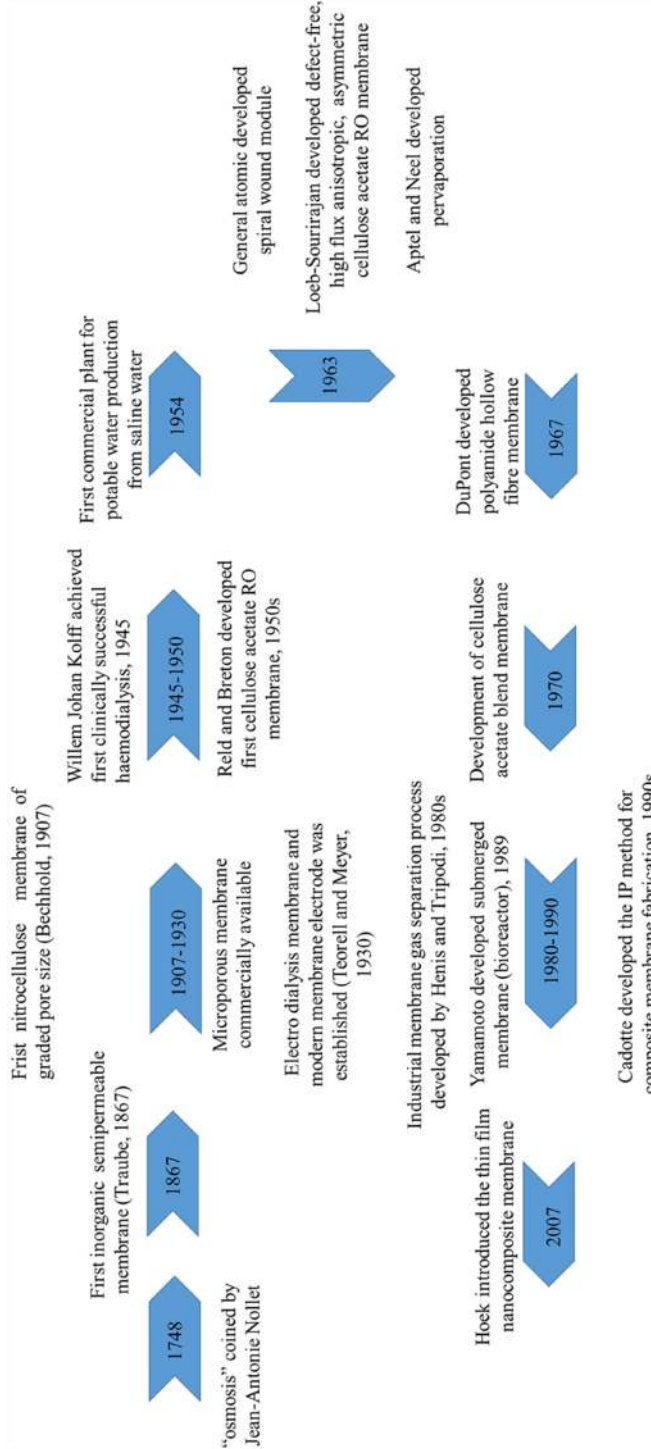 "osmosis" coined by
Jean-Antonie Nollet
1748
First inorganic semipermeable
membrane (Traube, 1867)
1867
Frist nitrocellulose membrane of
graded pore size (Bechhold, 1907)
1907-1930
Microporous membrane
commercially available
Electro dialysis membrane and
modern membrane electrode was
established (Teorell and Meyer,
1930)
Willem Johan Kolff achieved
first clinically successful
haemodialysis, 1945
1945-1950
Reld and Breton developed
first cellulose acetate RO
membrane, 1950s
First commercial plant for
potable water production
from saline water
1954
General atomic developed
spiral wound module
1963
Loeb-Sourirajan developed defect-free,
high flux anisotropic, asymmetric
cellulose acetate RO membrane
Aptel and Neel developed
pervaporation
DuPont developed
polyamide hollow
fibre membrane
1967
Development of cellulose
acetate blend membrane
1970
Industrial membrane gas separation process
developed by Henis and Tripodi, 1980s
Yamamoto developed submerged
membrane (bioreactor), 1989
1980-1990
Cadotte developed the IP method for
composite membrane fabrication, 1990s
Hoek introduced the thin film
nanocomposite membrane
2007